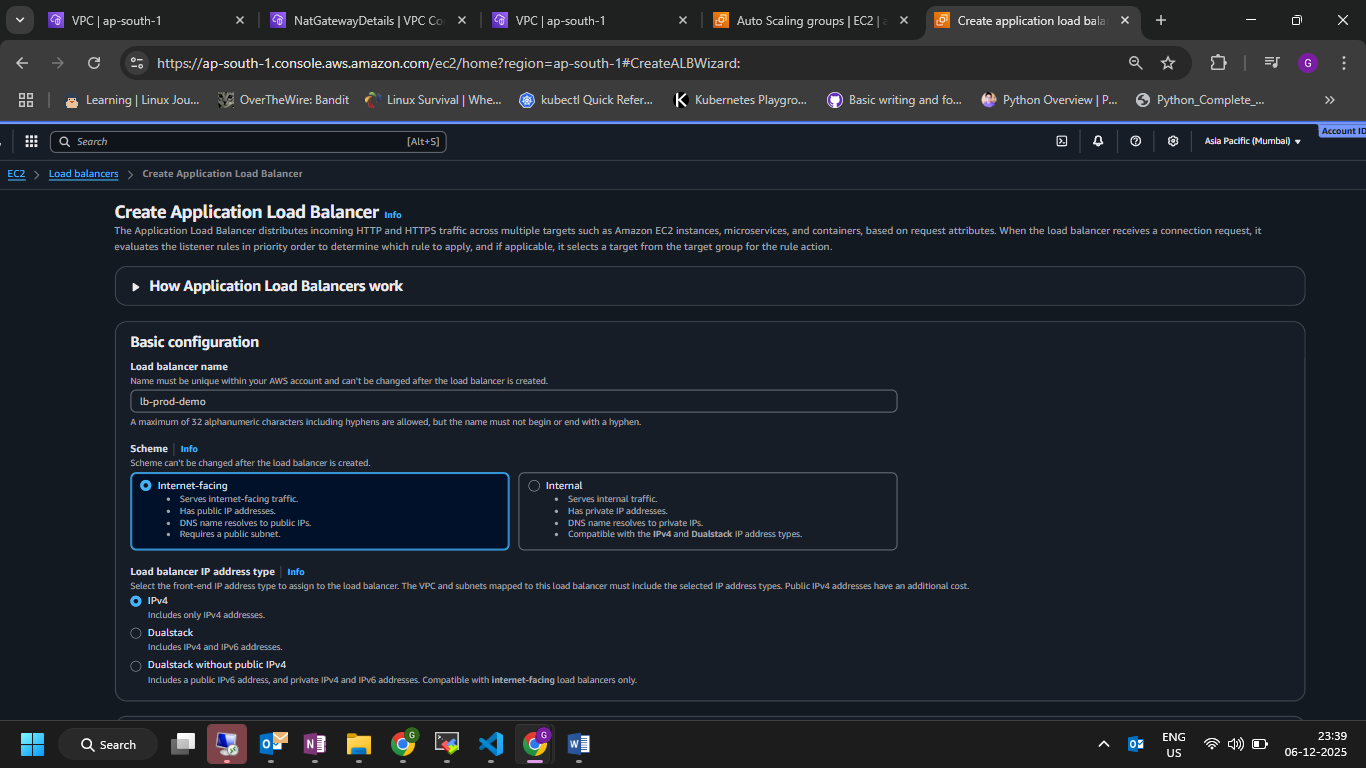 VPC | ap-south-1
NatGatewayDetails | VPC Co
VPC | ap-south-1
Auto Scaling groups | EC2 |
Create application load bala
https://ap-south-1.console.aws.amazon.com/ec2/home?region=ap-south-1#CreateALBWizard:
G
Learning | Linux Jou...
OverTheWire: Bandit
Linux Survival | Whe...
kubectl Quick Refer...
Kubernetes Playgro...
Basic writing and fo...
Python Overview | P...
Python_Complete_...
Search
[Alt+S]
Asia Pacific (Mumbai)
Account ID
EC2
Load balancers
Create Application Load Balancer
Create Application Load Balancer Info
The Application Load Balancer distributes incoming HTTP and HTTPS traffic across multiple targets such as Amazon EC2 instances, microservices, and containers, based on request attributes. When the load balancer receives a connection request, it
evaluates the listener rules in priority order to determine which rule to apply, and if applicable, it selects a target from the target group for the rule action.
How Application Load Balancers work
Basic configuration
Load balancer name
Name must be unique within your AWS account and can't be changed after the load balancer is created.
lb-prod-demo
A maximum of 32 alphanumeric characters including hyphens are allowed, but the name must not begin or end with a hyphen.
Scheme | Info
Scheme can't be changed after the load balancer is created.
Internet-facing
• Serves internet-facing traffic.
• Has public IP addresses.
• DNS name resolves to public IPs.
• Requires a public subnet.
Internal
• Serves internal traffic.
• Has private IP addresses.
• DNS name resolves to private IPs.
• Compatible with the IPv4 and Dualstack IP address types.
Load balancer IP address type | Info
Select the front-end IP address type to assign to the load balancer. The VPC and subnets mapped to this load balancer must include the selected IP address types. Public IPv4 addresses have an additional cost.
IPv4
Includes only IPv4 addresses.
Dualstack
Includes IPv4 and IPv6 addresses.
Dualstack without public IPv4
Includes a public IPv6 address, and private IPv4 and IPv6 addresses. Compatible with internet-facing load balancers only.
Search
G
G
ENG
US
23:39
06-12-2025